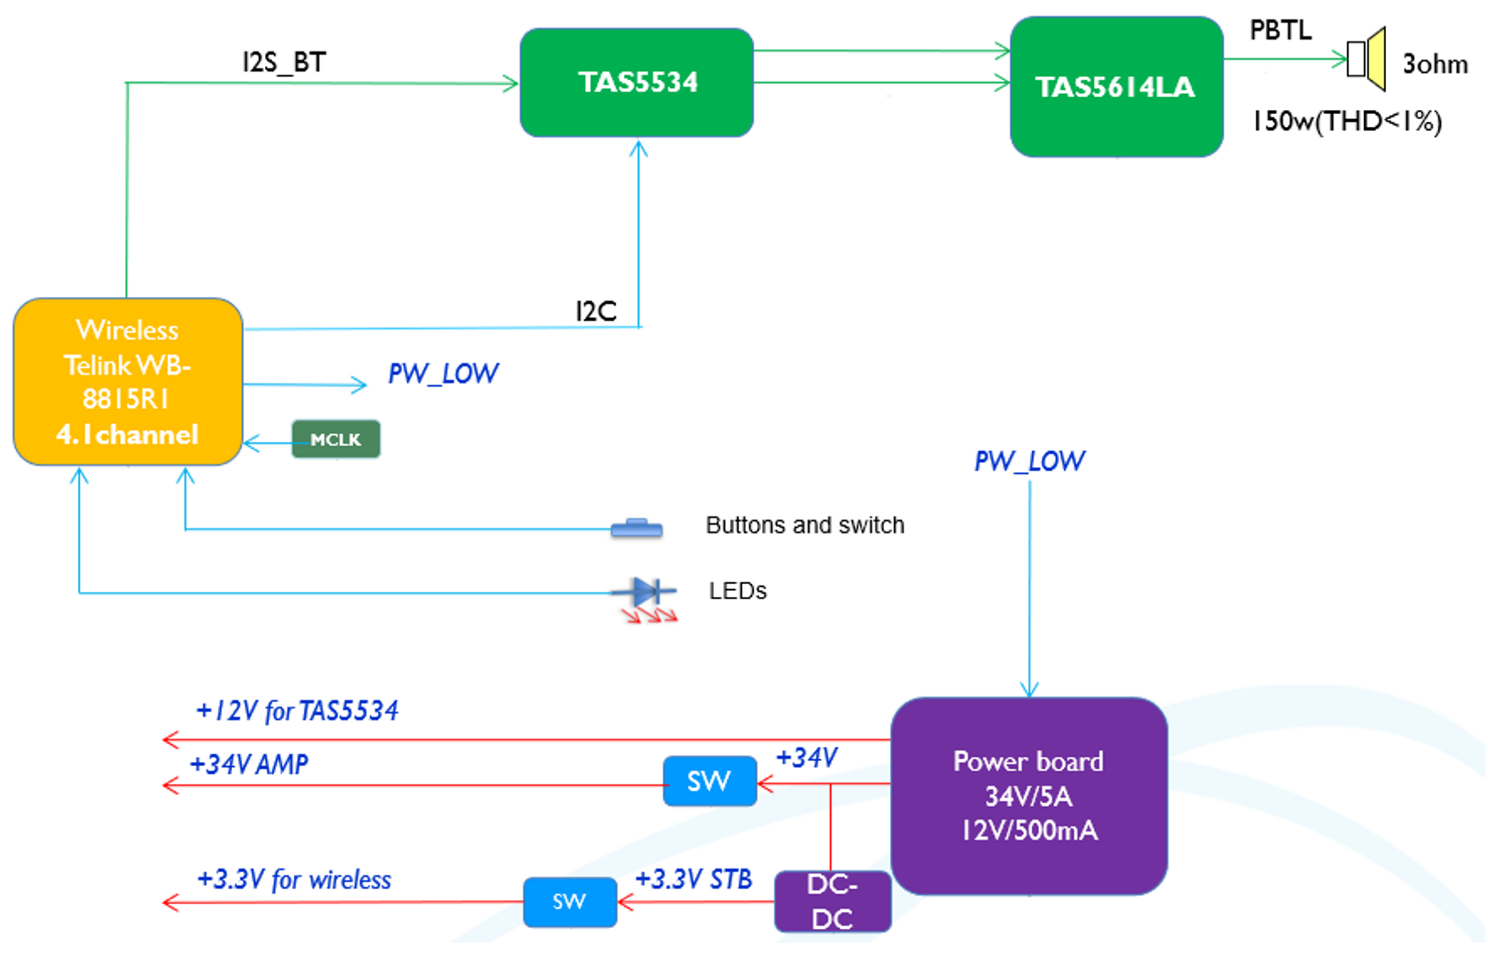 PBTL
I2S_BT
TAS5534
TAS5614LA
3ohm
150w(THD<1%)
I2C
Wireless
Telink WB-
8815R1
4.1channel
PW_LOW
MCLK
PW_LOW
Buttons and switch
LEDs
+12V for TAS5534
+34V AMP
SW
+34V
Power board
34V/5A
12V/500mA
+3.3V for wireless
SW
+3.3V STB
DC-
DC